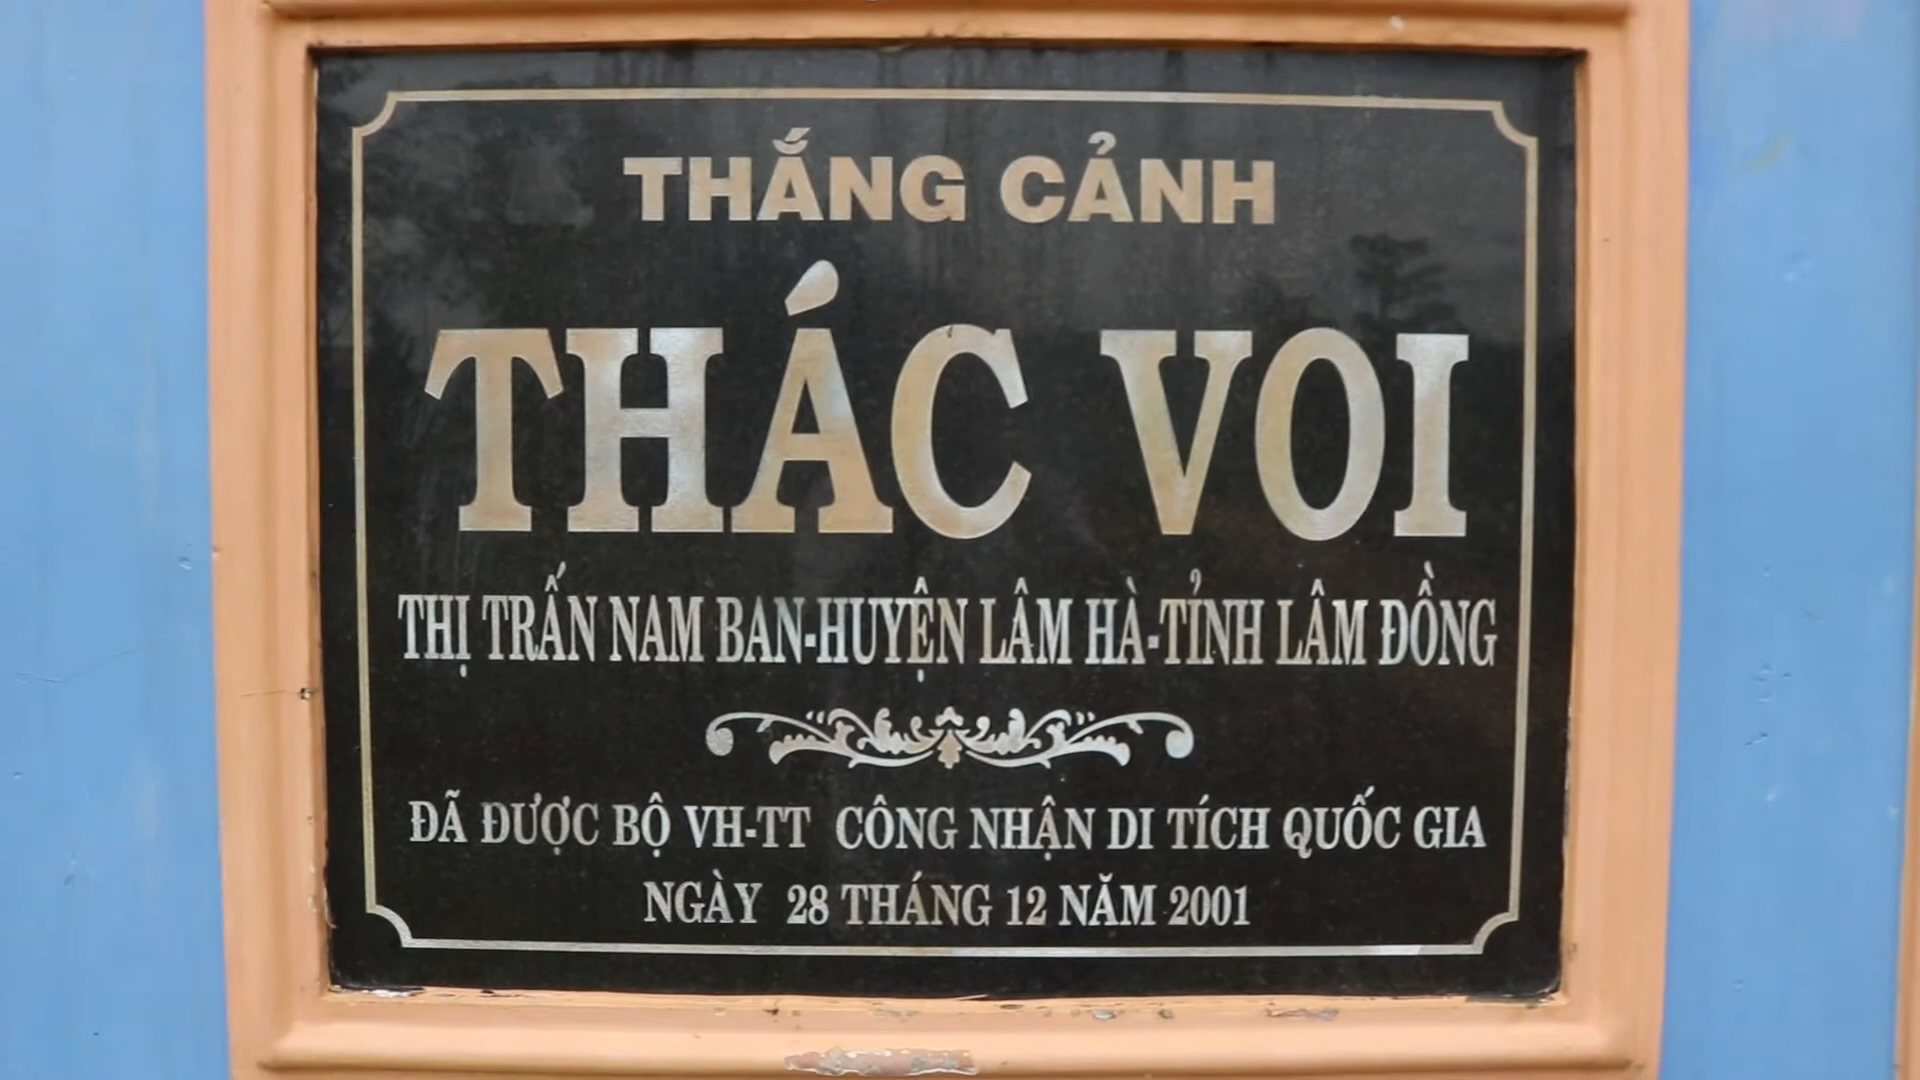 THẮNG CẢNH
THÁC VOI
THỊ TRẤN NAM BAN-HUYỆN LÂM HÀ-TỈNH LÂM ĐỒNG
ĐÃ ĐƯỢC BỘ VH-TT CÔNG NHẬN DI TÍCH QUỐC GIA
NGÀY 28 THÁNG 12 NĂM 2001